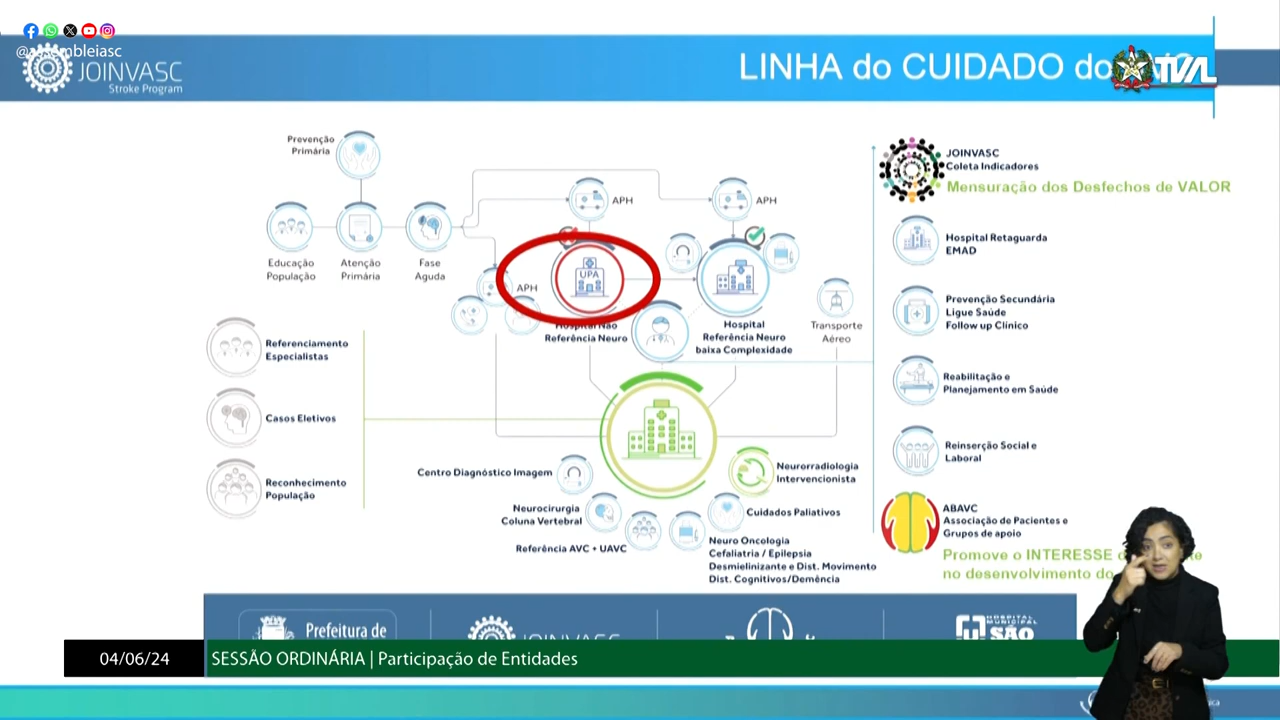 @assembleiasc
JOINVASC
Stroke Program
LINHA do CUIDADO do
TVAL
Prevenção
Primária
Educação
População
Atenção
Primária
Fase
Aguda
APH
APH
APH
UPA
Hospital Não
Referência Neuro
Hospital
Referência Neuro
baixa Complexidade
Transporte
Aéreo
Referenciamento
Especialistas
Casos Eletivos
Reconhecimento
População
Centro Diagnóstico Imagem
Neurocirurgia
Coluna Vertebral
Referência AVC + UAVC
Neurorradiologia
Intervencionista
Cuidados Paliativos
Neuro Oncologia
Cefaliatria / Epilepsia
Desmielinizante e Dist. Movimento
Dist. Cognitivos/Demência
JOINVASC
Coleta Indicadores
Mensuração dos Desfechos de VALOR
Hospital Retaguarda
EMAD
Prevenção Secundária
Ligue Saúde
Follow up Clínico
Reabilitação e
Planejamento em Saúde
Reinserção Social e
Laboral
ABAVC
Associação de Pacientes e
Grupos de apoio
Promove o INTERESSE
no desenvolvimento do
Prefeitura de
JOINVASC
HOSPITAL
MUNICIPAL
SÃO
04/06/24
SESSÃO ORDINÁRIA | Participação de Entidades